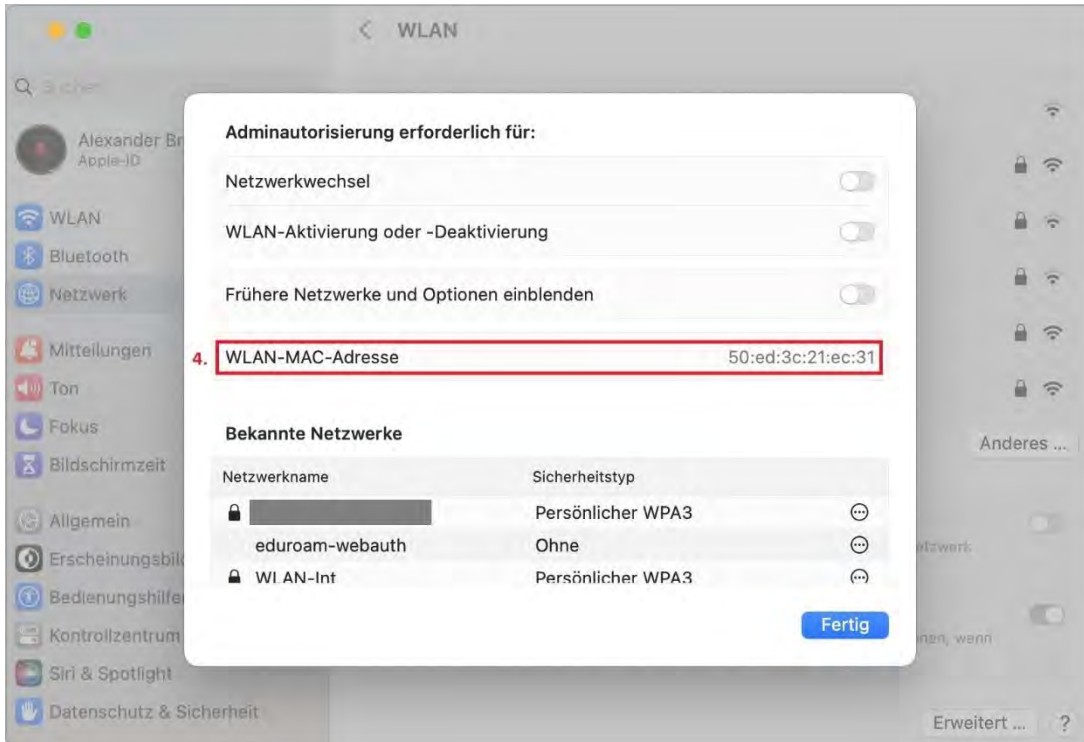 WLAN
Suchen
Alexander Br
Apple-ID
WLAN
Bluetooth
Netzwerk
Mitteilungen
Ton
Fokus
Bildschirmzeit
Allgemein
Erscheinungsbild
Bedienungshilfe
Kontrollzentrum
Siri & Spotlight
Datenschutz & Sicherheit
Adminautorisierung erforderlich für:
Netzwerkwechsel
WLAN-Aktivierung oder -Deaktivierung
Frühere Netzwerke und Optionen einblenden
4. WLAN-MAC-Adresse 50:ed:3c:21:ec:31
Bekannte Netzwerke
Netzwerkname Sicherheitstyp
Persönlicher WPA3
eduroam-webauth Ohne
WLAN-Int Persönlicher WPA3
Fertig
Anderes ...
etzwerk
nen, wenn
Erweitert ... ?